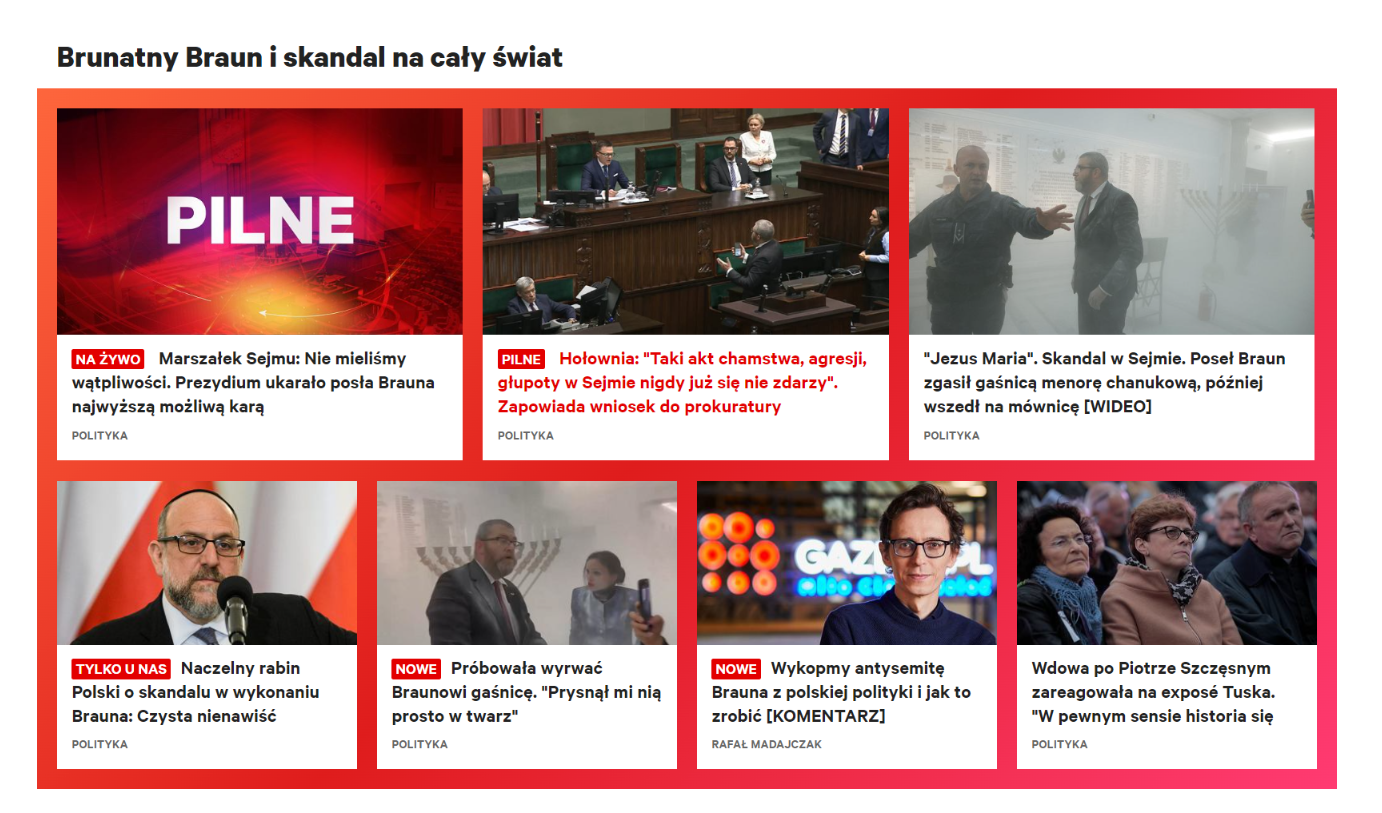 Brunatny Braun i skandal na cały świat
PILNE
NA ŻYWO Marszałek Sejmu: Nie mieliśmy
wątpliwości. Prezydium ukarało posła Brauna
najwyższą możliwą karą
POLITYKA
PILNE Hołownia: "Taki akt chamstwa, agresji,
głupoty w Sejmie nigdy już się nie zdarzy".
Zapowiada wniosek do prokuratury
POLITYKA
"Jezus Maria". Skandal w Sejmie. Poseł Braun
zgasił gaśnicą menorę chanukową, później
wszedł na mównicę [WIDEO]
POLITYKA
TYLKO U NAS Naczelny rabin
Polski o skandalu w wykonaniu
Brauna: Czysta nienawiść
POLITYKA
NOWE Próbowała wyrwać
Braunowi gaśnicę. "Prysnął mi nią
prosto w twarz"
POLITYKA
NOWE Wykopmy antysemitę
Brauna z polskiej polityki i jak to
zrobić [KOMENTARZ]
RAFAŁ MADAJCZAK
Wdowa po Piotrze Szczęsnym
zareagowała na exposé Tuska.
"W pewnym sensie historia się
POLITYKA